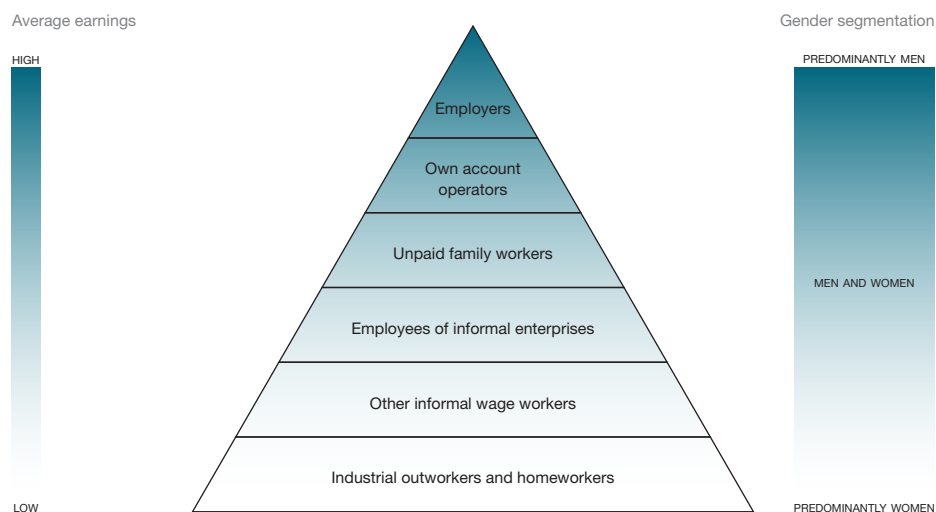 Average earnings
Gender segmentation
HIGH
PREDOMINANTLY MEN
Employers
Own account
operators
Unpaid family workers
MEN AND WOMEN
Employees of informal enterprises
Other informal wage workers
Industrial outworkers and homeworkers
LOW
PREDOMINANTLY WOMEN